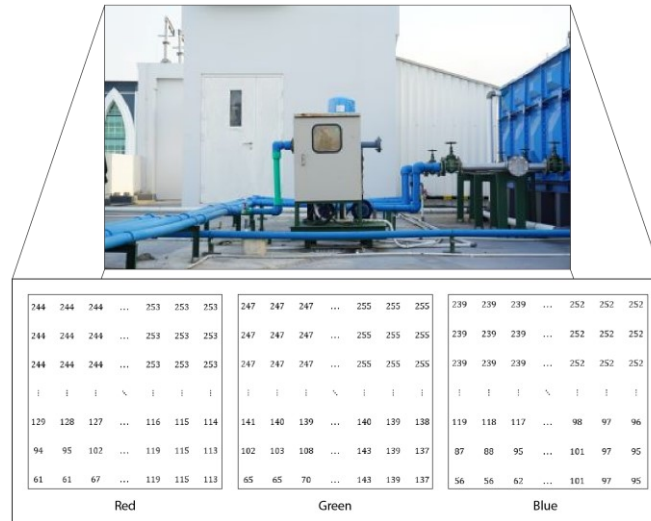 244 244 244 ... 253 253 253
244 244 244 ... 253 253 253
244 244 244 ... 253 253 253
⋮ ⋮ ⋮ ⋱ ⋮ ⋮ ⋮
129 128 127 ... 116 115 114
94 95 102 ... 119 115 113
61 61 67 ... 119 115 113
Red
247 247 247 ... 255 255 255
247 247 247 ... 255 255 255
247 247 247 ... 255 255 255
⋮ ⋮ ⋮ ⋱ ⋮ ⋮ ⋮
141 140 139 ... 140 139 138
102 103 108 ... 143 139 137
65 65 70 ... 143 139 137
Green
239 239 239 ... 252 252 252
239 239 239 ... 252 252 252
239 239 239 ... 252 252 252
⋮ ⋮ ⋮ ⋱ ⋮ ⋮ ⋮
119 118 117 ... 98 97 96
87 88 95 ... 101 97 95
56 56 62 ... 101 97 95
Blue